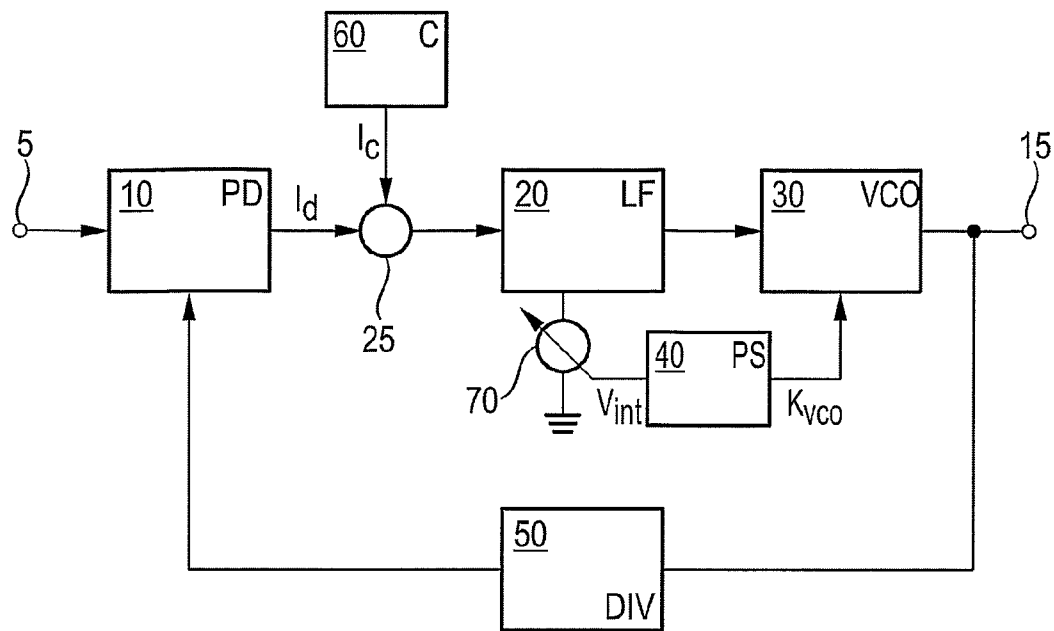 60 C
5
15
I_c
10 PD
I_d
20 LF
30 VCO
25
40 PS
70
V_int
K_vco
50
DIV